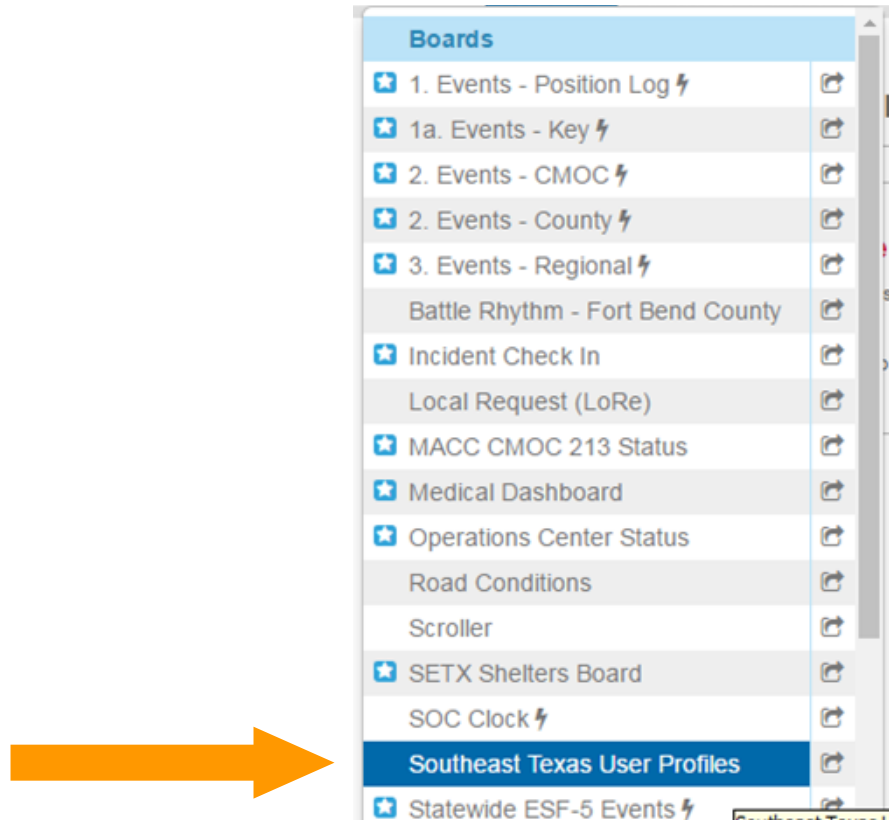 Boards
1. Events - Position Log
1a. Events - Key
2. Events - CMOC
2. Events - County
3. Events - Regional
Battle Rhythm - Fort Bend County
Incident Check In
Local Request (LoRe)
MACC CMOC 213 Status
Medical Dashboard
Operations Center Status
Road Conditions
Scroller
SETX Shelters Board
SOC Clock
Southeast Texas User Profiles
Statewide ESF-5 Events